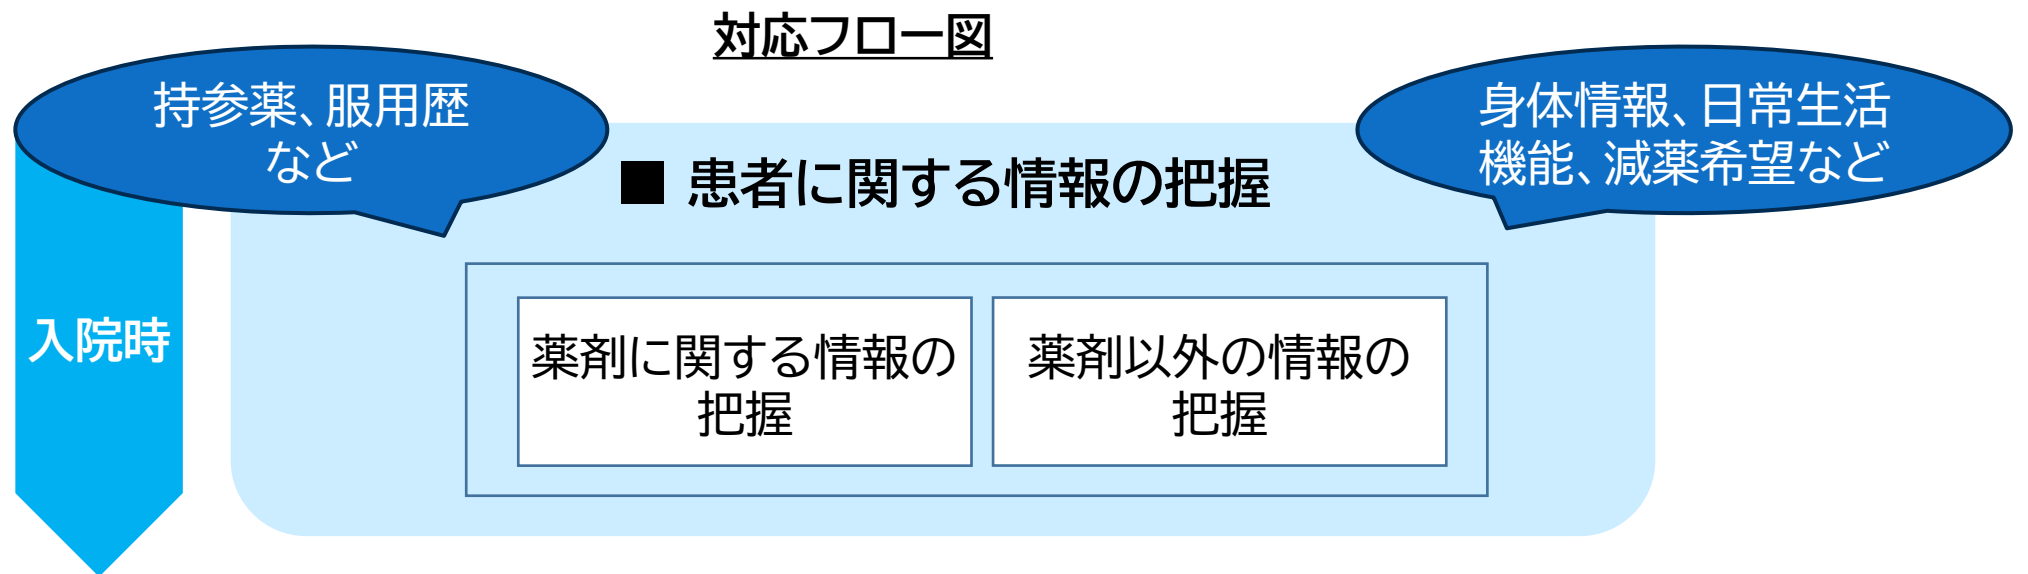 対応フロー図
持参薬、服用歴
など
身体情報、日常生活
機能、減薬希望など
■ 患者に関する情報の把握
入院時
薬剤に関する情報の
把握
薬剤以外の情報の
把握